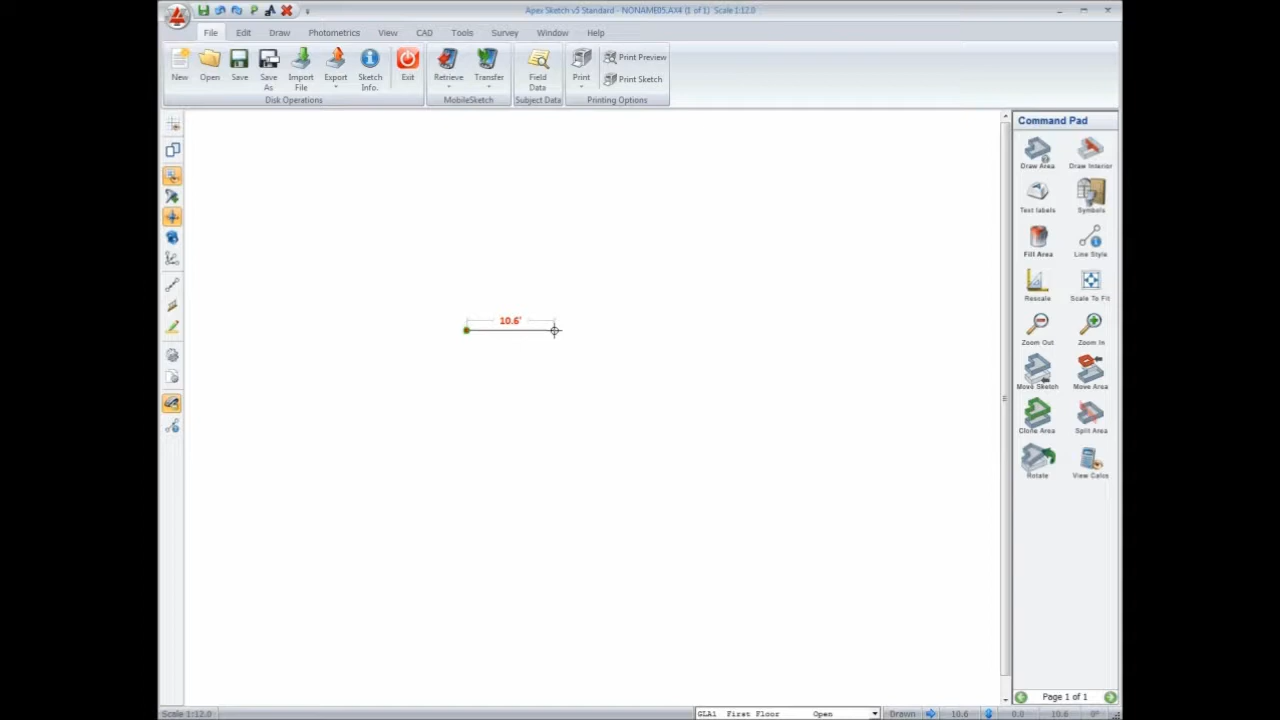 Apex Sketch v5 Standard - NONAME05.AX4 (1 of 1) Scale 1:12.0
File Edit Draw Photometrics View CAD Tools Survey Window Help
New Open Save Save As Import File Export Sketch Info. Exit Retrieve Transfer Field Data Print Print Preview
Print Sketch
Disk Operations MobileSketch Subject Data Printing Options
Command Pad
Draw Area Draw Interior
Text labels Symbols
Fill Area Line Style
Rescale Scale To Fit
10.6'
Zoom Out Zoom In
Move Sketch Move Area
Clone Area Split Area
Rotate View Calcs
Page 1 of 1
Scale 1:12.0 GLA1 First Floor Open Drawn 10.6 0.0 10.6 0°